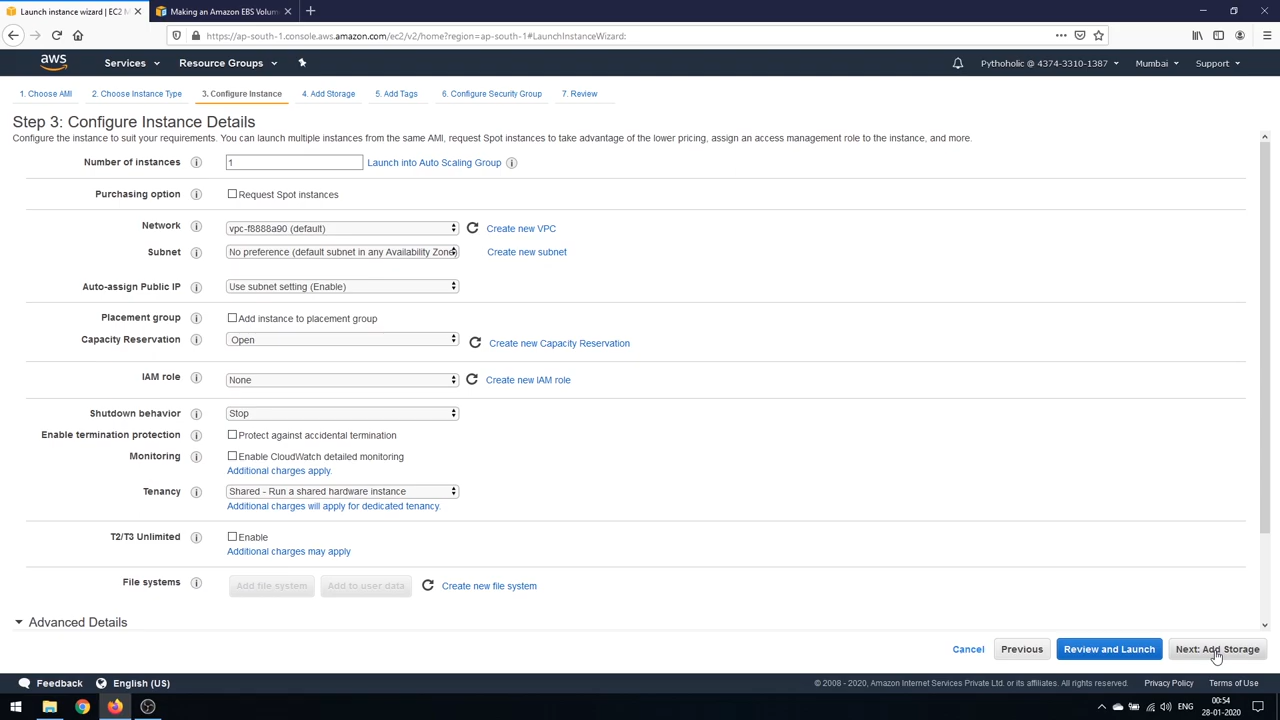 Launch instance wizard | EC2 M
Making an Amazon EBS Volum
https://ap-south-1.console.aws.amazon.com/ec2/v2/home?region=ap-south-1#LaunchInstanceWizard:
aws
Services
Resource Groups
Pythoholic @ 4374-3310-1387
Mumbai
Support
1. Choose AMI
2. Choose Instance Type
3. Configure Instance
4. Add Storage
5. Add Tags
6. Configure Security Group
7. Review
Step 3: Configure Instance Details
Configure the instance to suit your requirements. You can launch multiple instances from the same AMI, request Spot instances to take advantage of the lower pricing, assign an access management role to the instance, and more.
Number of instances
1
Launch into Auto Scaling Group
Purchasing option
Request Spot instances
Network
vpc-f8888a90 (default)
Create new VPC
Subnet
No preference (default subnet in any Availability Zone
Create new subnet
Auto-assign Public IP
Use subnet setting (Enable)
Placement group
Add instance to placement group
Capacity Reservation
Open
Create new Capacity Reservation
IAM role
None
Create new IAM role
Shutdown behavior
Stop
Enable termination protection
Protect against accidental termination
Monitoring
Enable CloudWatch detailed monitoring
Additional charges apply.
Tenancy
Shared - Run a shared hardware instance
Additional charges will apply for dedicated tenancy.
T2/T3 Unlimited
Enable
Additional charges may apply
File systems
Add file system
Add to user data
Create new file system
Advanced Details
Cancel
Previous
Review and Launch
Next: Add Storage
Feedback
English (US)
© 2008 - 2020, Amazon Internet Services Private Ltd. or its affiliates. All rights reserved.
Privacy Policy
Terms of Use
ENG
00:54
28-01-2020